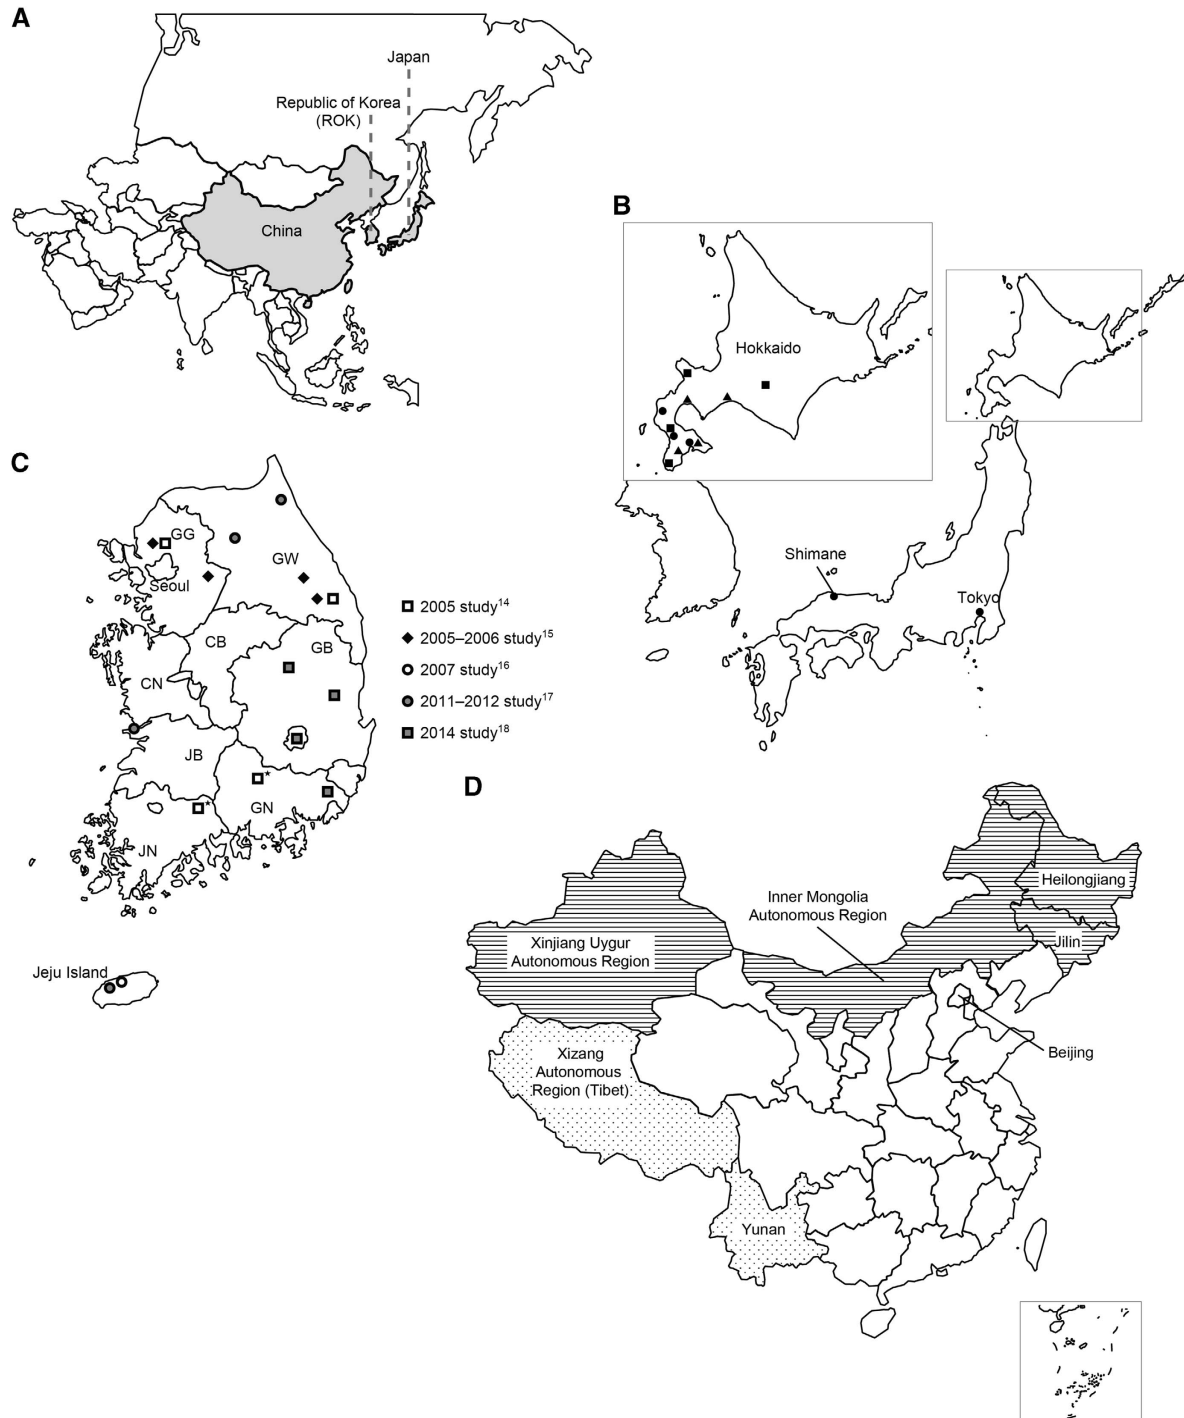 A
Japan
Republic of Korea
(ROK)
China
B
Hokkaido
Shimane
Tokyo
C
GG
Seoul
GW
CB
GB
CN
JB
GN
JN
Jeju Island
2005 study¹⁴
2005–2006 study¹⁵
2007 study¹⁶
2011–2012 study¹⁷
2014 study¹⁸
*
*
D
Heilongjiang
Jilin
Inner Mongolia
Autonomous Region
Xinjiang Uygur
Autonomous Region
Beijing
Xizang
Autonomous
Region (Tibet)
Yunan